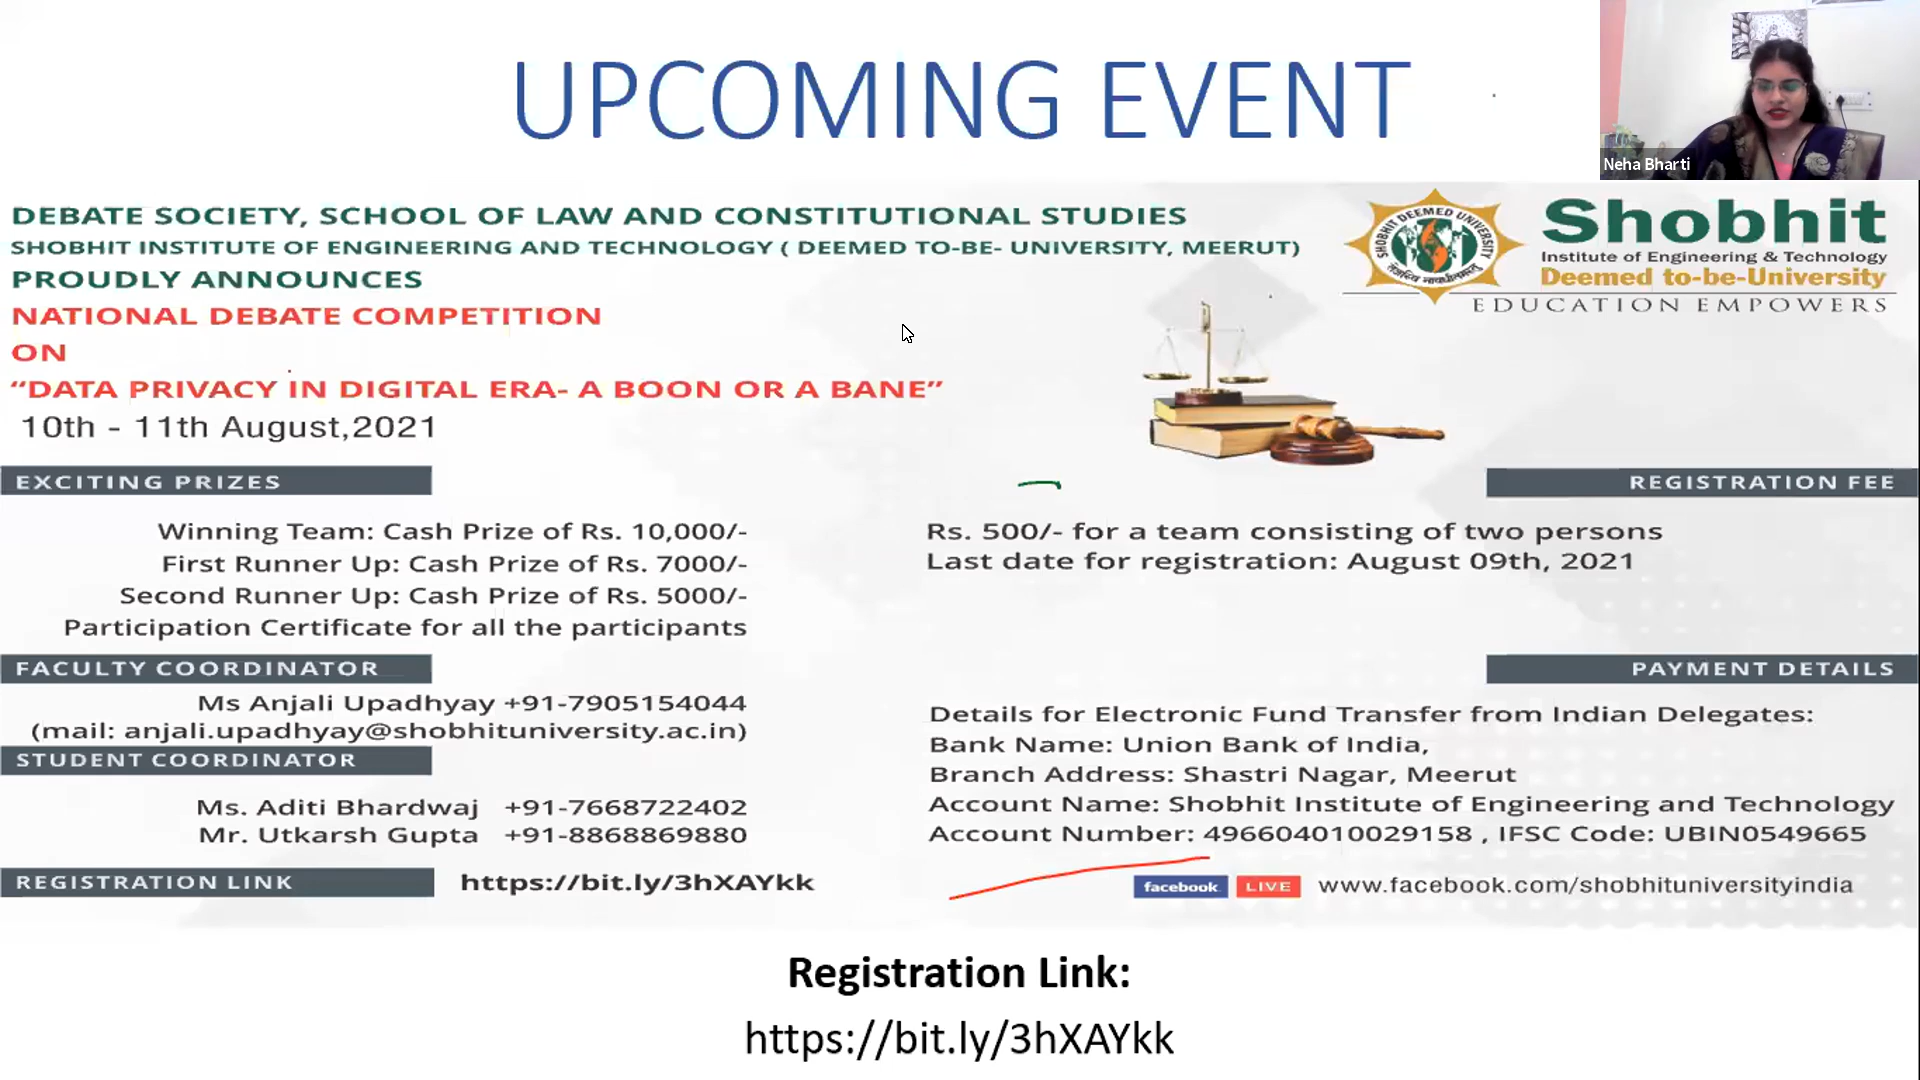 UPCOMING EVENT
Neha Bharti
DEBATE SOCIETY, SCHOOL OF LAW AND CONSTITUTIONAL STUDIES
SHOBHIT INSTITUTE OF ENGINEERING AND TECHNOLOGY ( DEEMED TO-BE- UNIVERSITY, MEERUT)
PROUDLY ANNOUNCES
NATIONAL DEBATE COMPETITION
ON
“DATA PRIVACY IN DIGITAL ERA- A BOON OR A BANE”
10th - 11th August,2021
SHOBHIT DEEMED UNIVERSITY
Shobhit
Institute of Engineering & Technology
Deemed to-be-University
EDUCATION EMPOWERS
EXCITING PRIZES
Winning Team: Cash Prize of Rs. 10,000/-
First Runner Up: Cash Prize of Rs. 7000/-
Second Runner Up: Cash Prize of Rs. 5000/-
Participation Certificate for all the participants
REGISTRATION FEE
Rs. 500/- for a team consisting of two persons
Last date for registration: August 09th, 2021
FACULTY COORDINATOR
Ms Anjali Upadhyay +91-7905154044
(mail: anjali.upadhyay@shobhituniversity.ac.in)
STUDENT COORDINATOR
Ms. Aditi Bhardwaj +91-7668722402
Mr. Utkarsh Gupta +91-8868869880
PAYMENT DETAILS
Details for Electronic Fund Transfer from Indian Delegates:
Bank Name: Union Bank of India,
Branch Address: Shastri Nagar, Meerut
Account Name: Shobhit Institute of Engineering and Technology
Account Number: 496604010029158 , IFSC Code: UBIN0549665
REGISTRATION LINK https://bit.ly/3hXAYkk
facebook LIVE www.facebook.com/shobhituniversityindia
Registration Link:
https://bit.ly/3hXAYkk